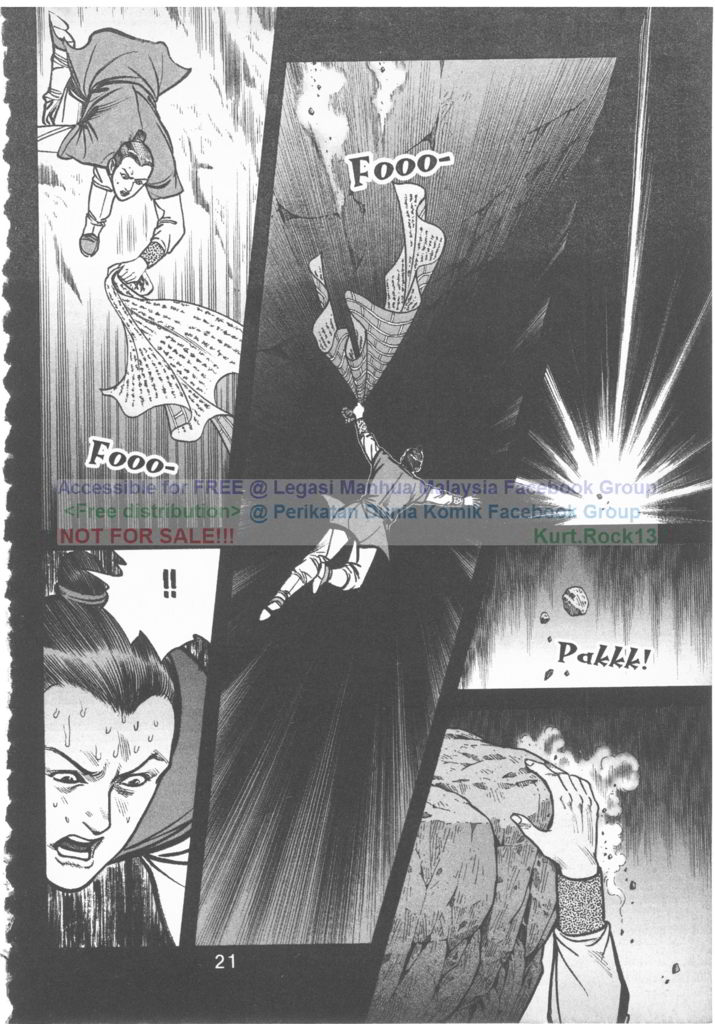 Fooo-
Fooo-
Accessible for FREE @ Legasi Manhua Malaysia Facebook Group
<Free distribution> @ Perikatan Dunia Komik Facebook Group
NOT FOR SALE!!! Kurt.Rock13
!!
Pakkk!
21